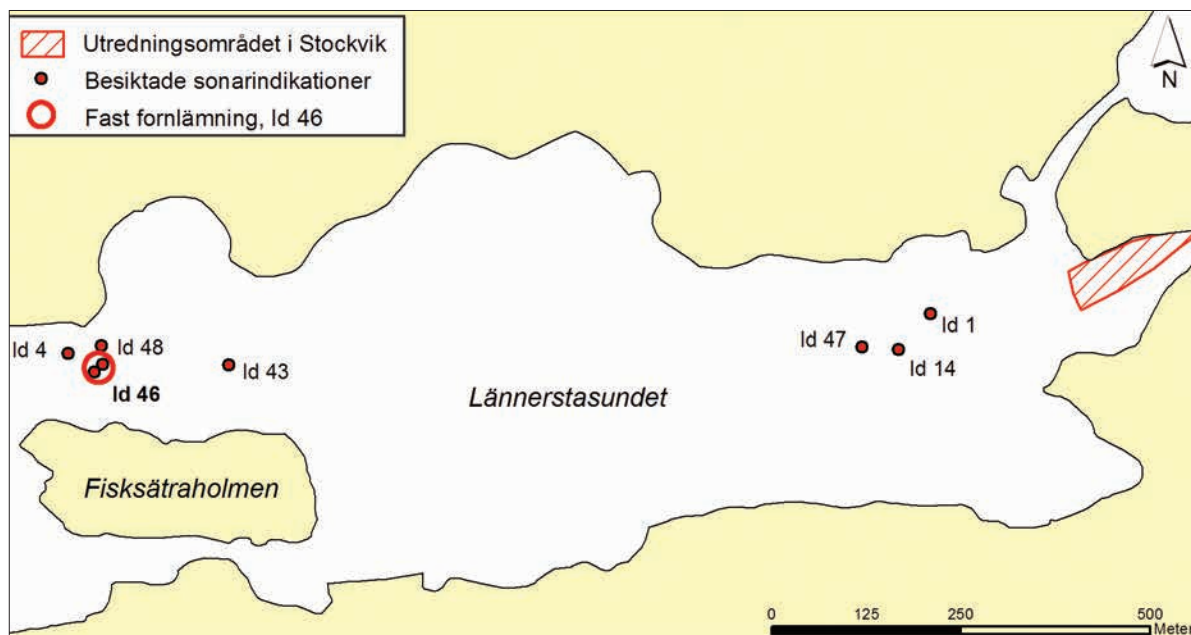 Utredningsområdet i Stockvik
Besiktade sonarindikationer
Fast fornlämning, Id 46
N
Id 1
Id 47
Id 14
Id 4
Id 48
Id 43
Id 46
Lännerstasundet
Fisksätraholmen
0 125 250 500
Meter